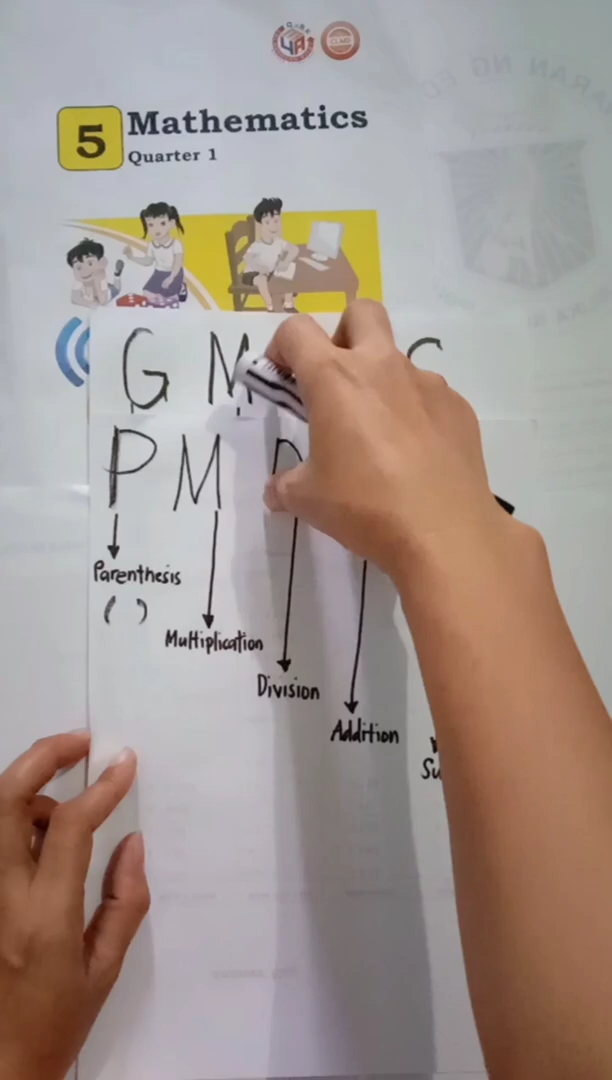 5 Mathematics
Quarter 1
G M
P M D
Parenthesis
( )
Multiplication
Division
Addition